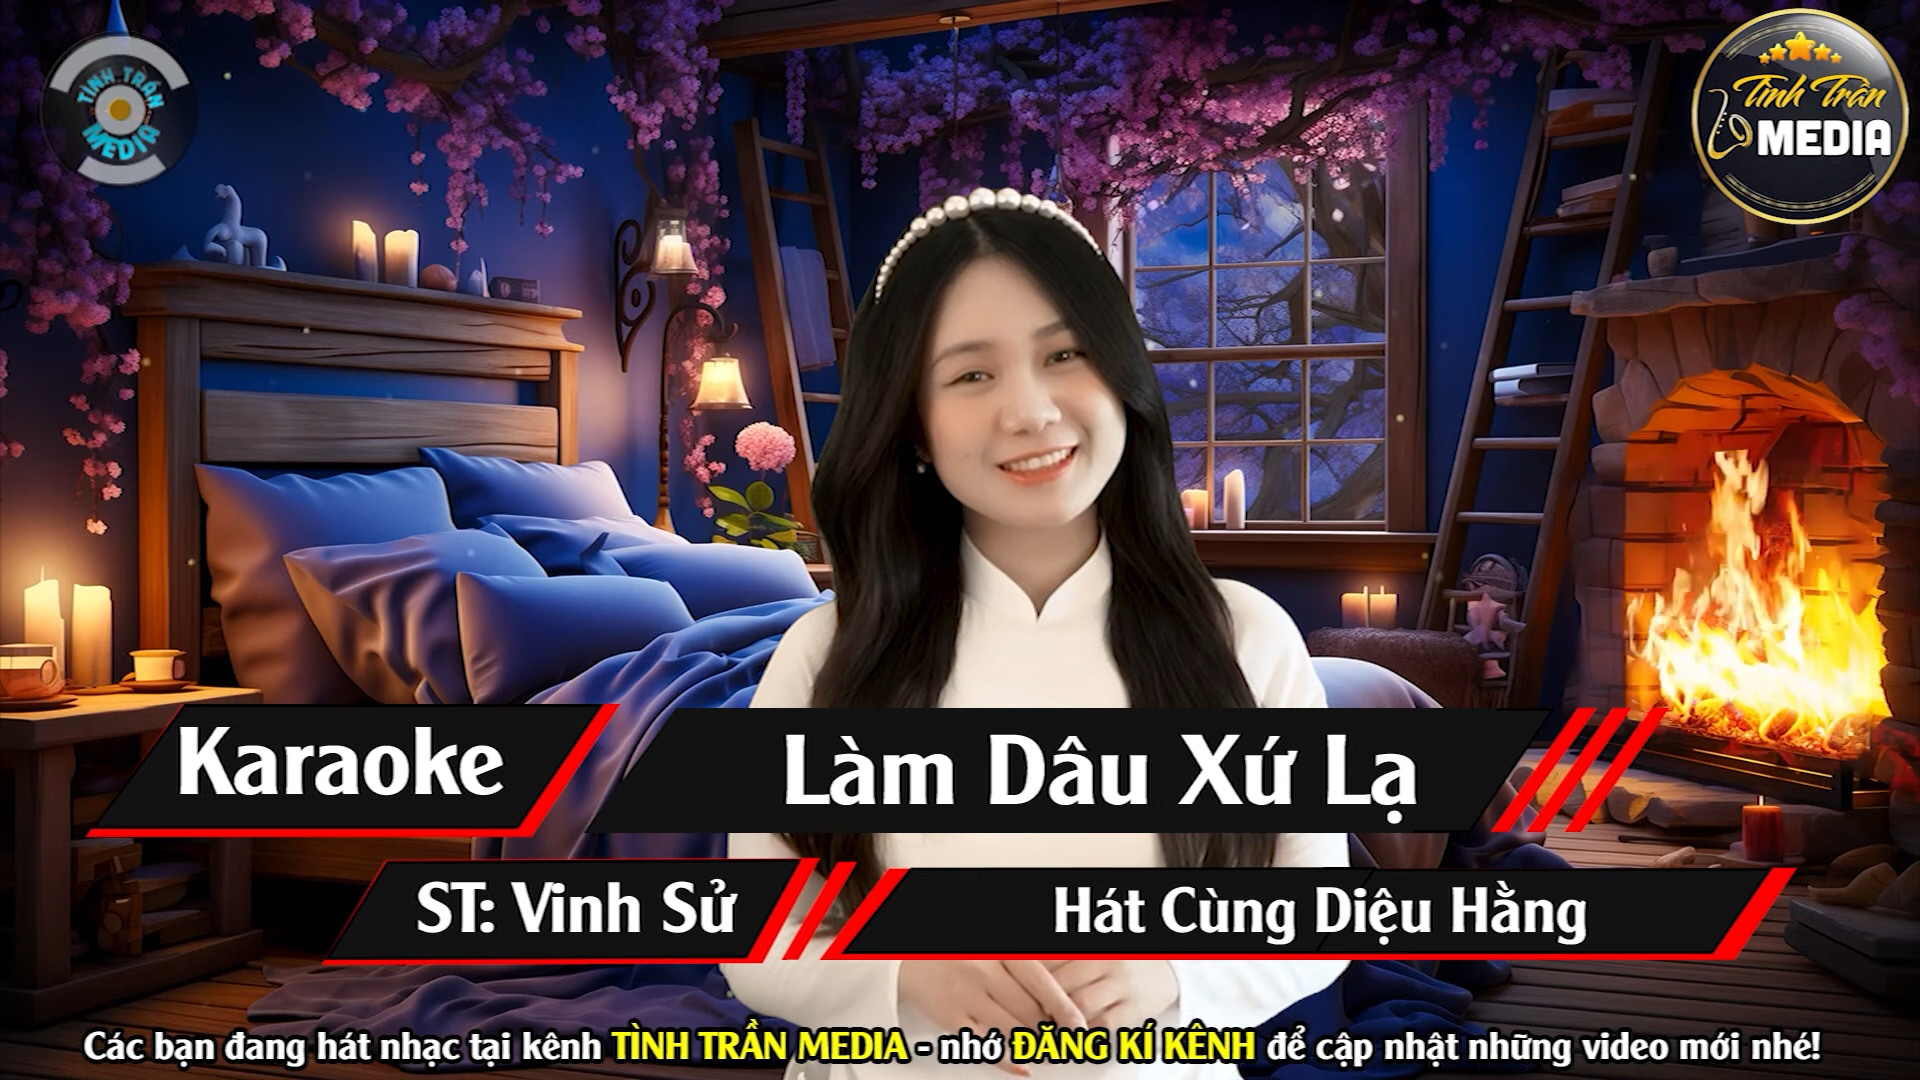 TÌNH TRẦN
MEDIA
Tình Trần
MEDIA
Karaoke
Làm Dâu Xứ Lạ
ST: Vinh Sử
Hát Cùng Diệu Hằng
Các bạn đang hát nhạc tại kênh TÌNH TRẦN MEDIA - nhớ ĐĂNG KÍ KÊNH để cập nhật những video mới nhé!